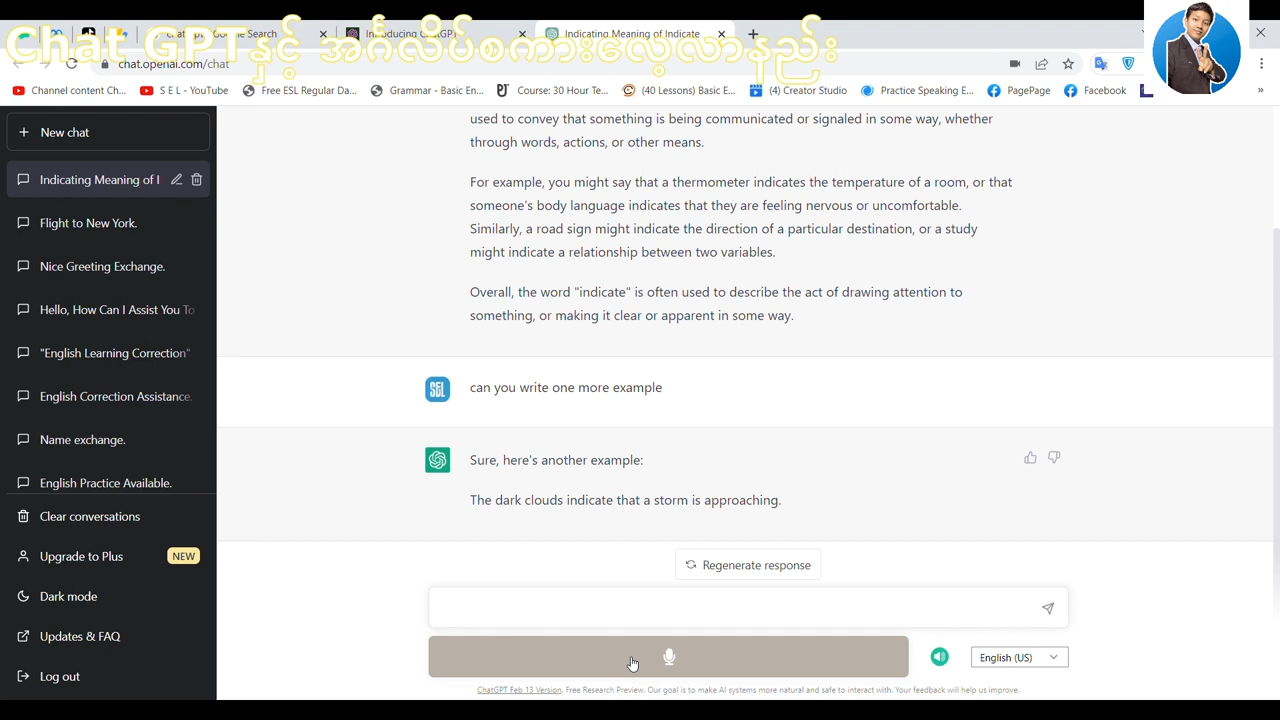 Chat GPTနှင့် အင်္ဂလိပ်စကားလေ့လာနည်း
Introducing ChatGPT
Indicating Meaning of Indicate
chat.openai.com/chat
Channel content Ch...
S E L - YouTube
Free ESL Regular Da...
Grammar - Basic En...
Course: 30 Hour Te...
(40 Lessons) Basic E...
(4) Creator Studio
Practice Speaking E...
PagePage
Facebook
»
New chat
Indicating Meaning of I
Flight to New York.
Nice Greeting Exchange.
Hello, How Can I Assist You To
"English Learning Correction"
English Correction Assistance.
Name exchange.
English Practice Available.
Clear conversations
Upgrade to Plus NEW
Dark mode
Updates & FAQ
Log out
used to convey that something is being communicated or signaled in some way, whether
through words, actions, or other means.
For example, you might say that a thermometer indicates the temperature of a room, or that
someone's body language indicates that they are feeling nervous or uncomfortable.
Similarly, a road sign might indicate the direction of a particular destination, or a study
might indicate a relationship between two variables.
Overall, the word "indicate" is often used to describe the act of drawing attention to
something, or making it clear or apparent in some way.
SEL
can you write one more example
Sure, here's another example:
The dark clouds indicate that a storm is approaching.
Regenerate response
English (US)
ChatGPT Feb 13 Version. Free Research Preview. Our goal is to make AI systems more natural and safe to interact with. Your feedback will help us improve.